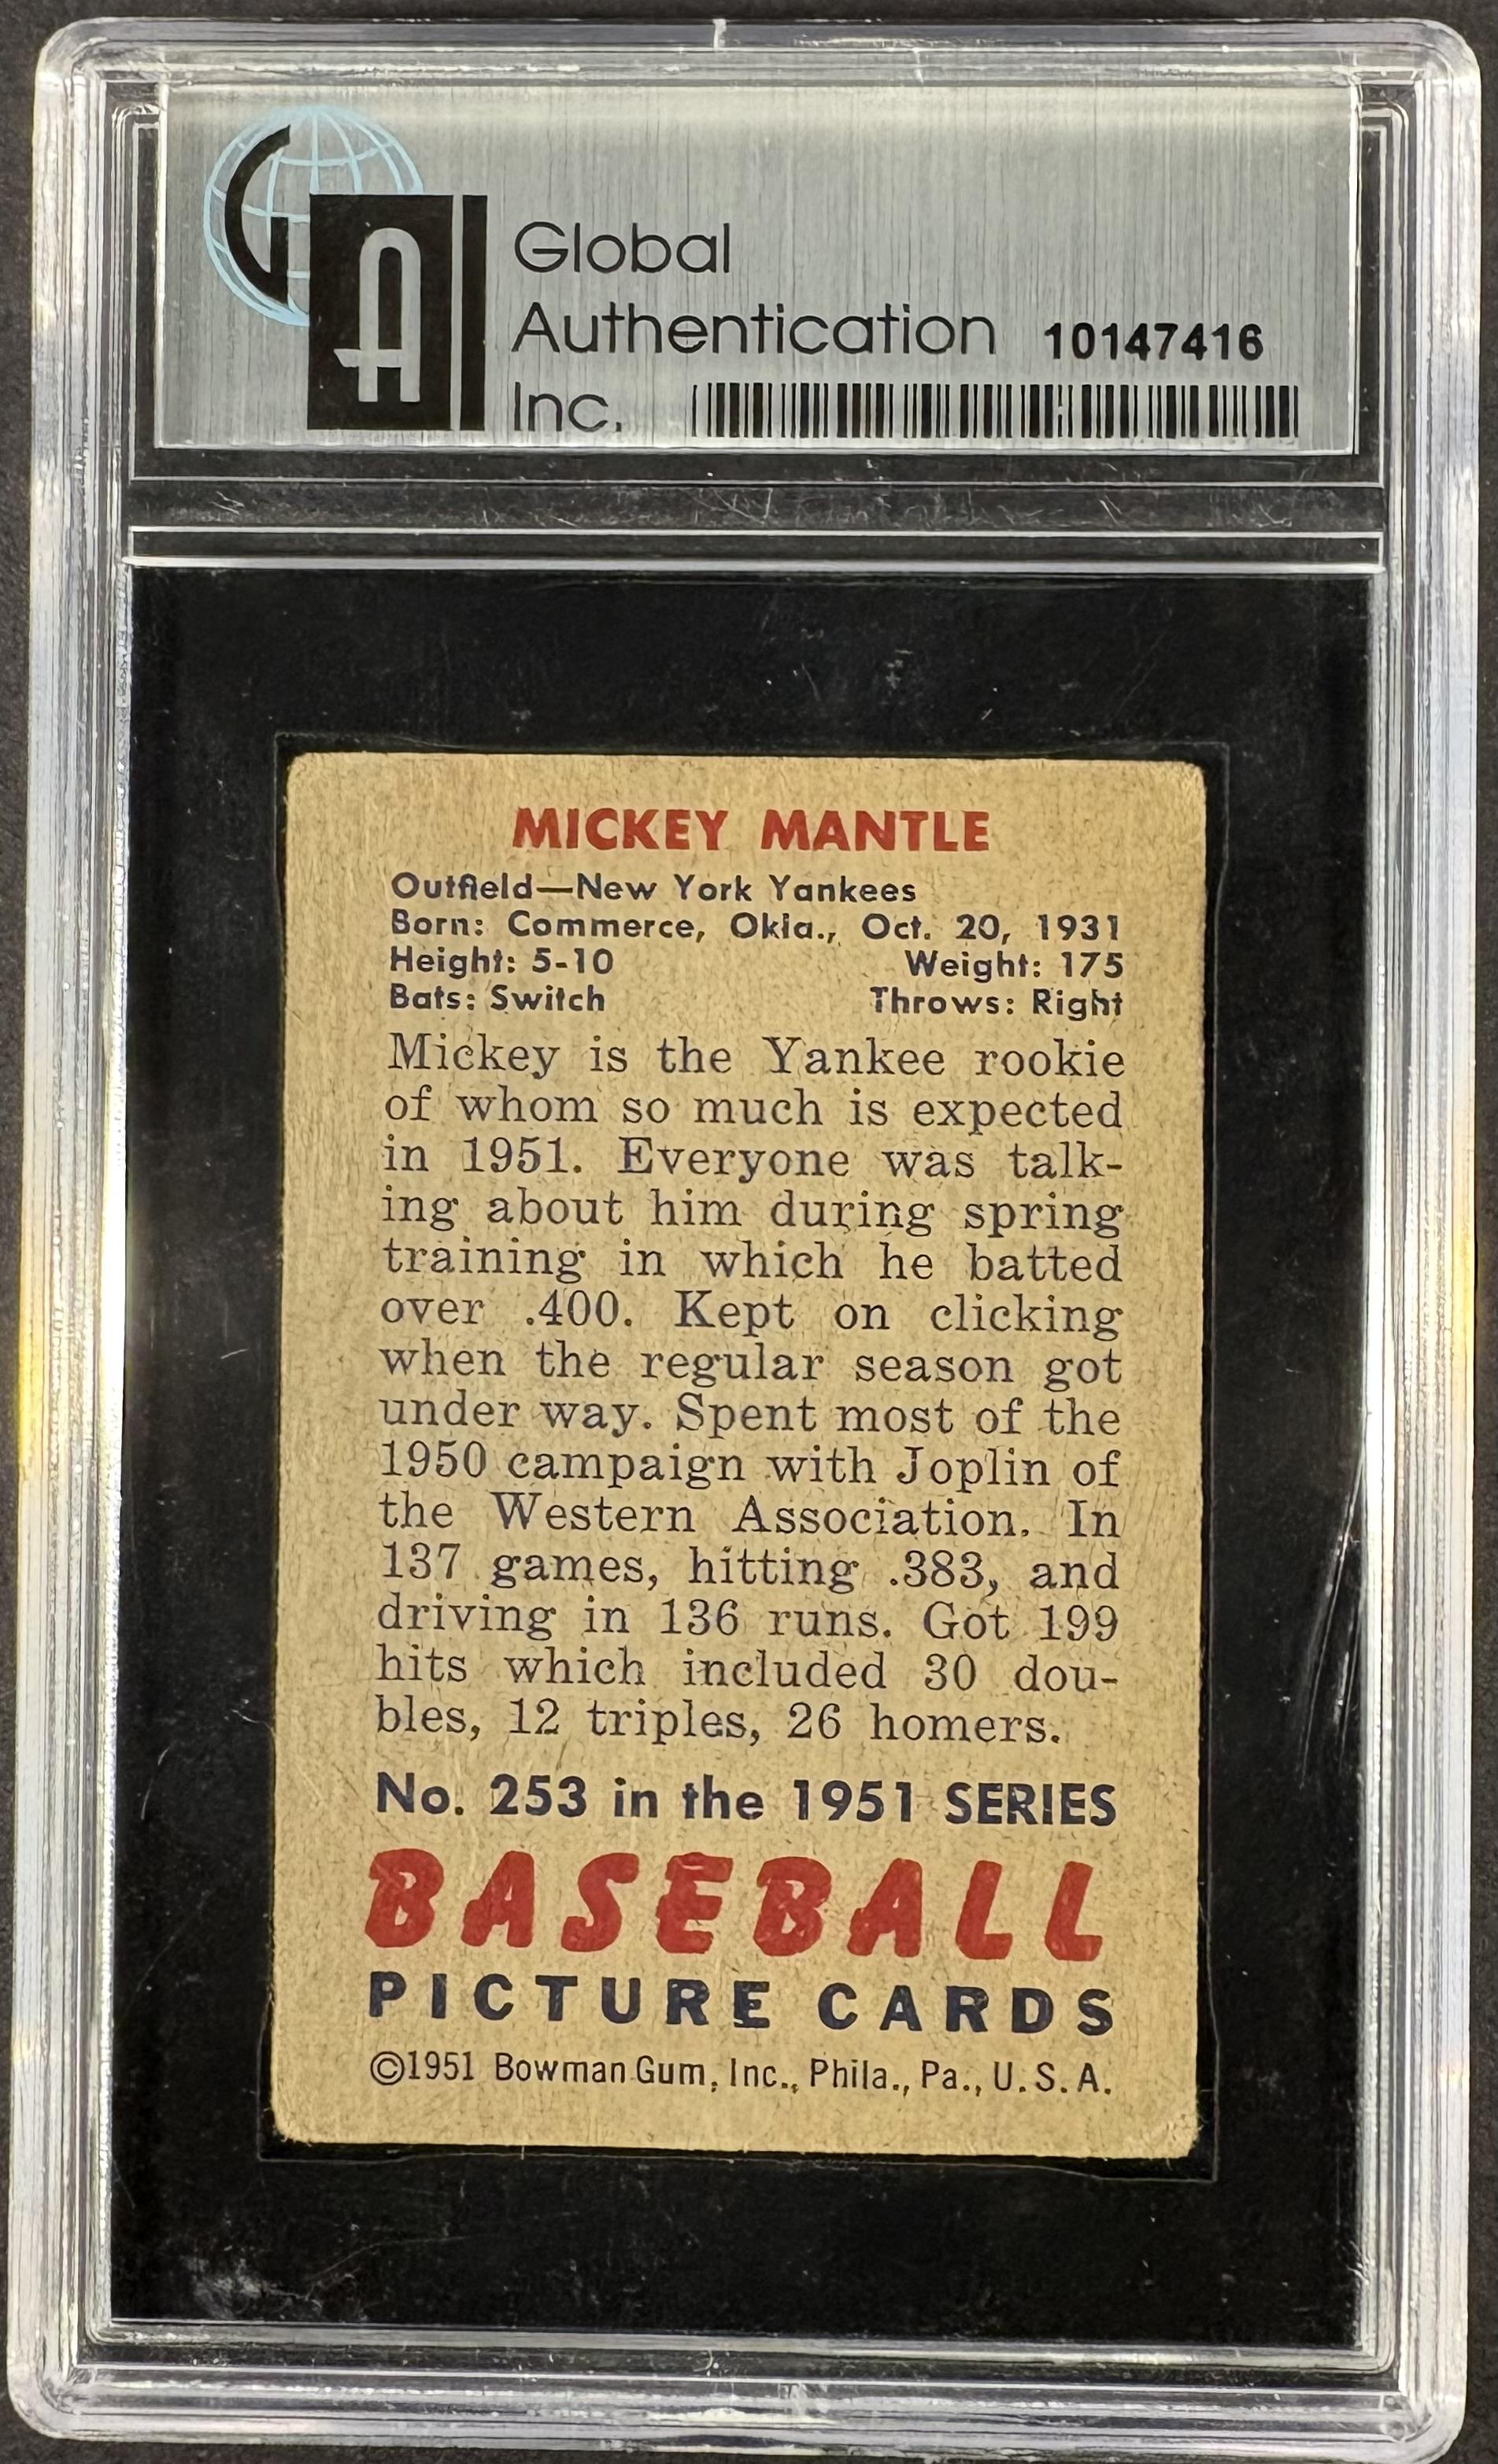 GAI
Global
Authentication 10147416
Inc.
MICKEY MANTLE
Outfield—New York Yankees
Born: Commerce, Okla., Oct. 20, 1931
Height: 5-10 Weight: 175
Bats: Switch Throws: Right
Mickey is the Yankee rookie
of whom so much is expected
in 1951. Everyone was talk-
ing about him during spring
training in which he batted
over .400. Kept on clicking
when the regular season got
under way. Spent most of the
1950 campaign with Joplin of
the Western Association. In
137 games, hitting .383, and
driving in 136 runs. Got 199
hits which included 30 dou-
bles, 12 triples, 26 homers.
No. 253 in the 1951 SERIES
BASEBALL
PICTURE CARDS
©1951 Bowman Gum, Inc., Phila., Pa., U.S.A.